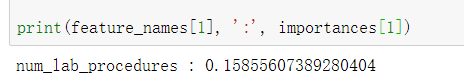 print(feature_names[1], ':', importances[1])
num_lab_procedures : 0.15855607389280404